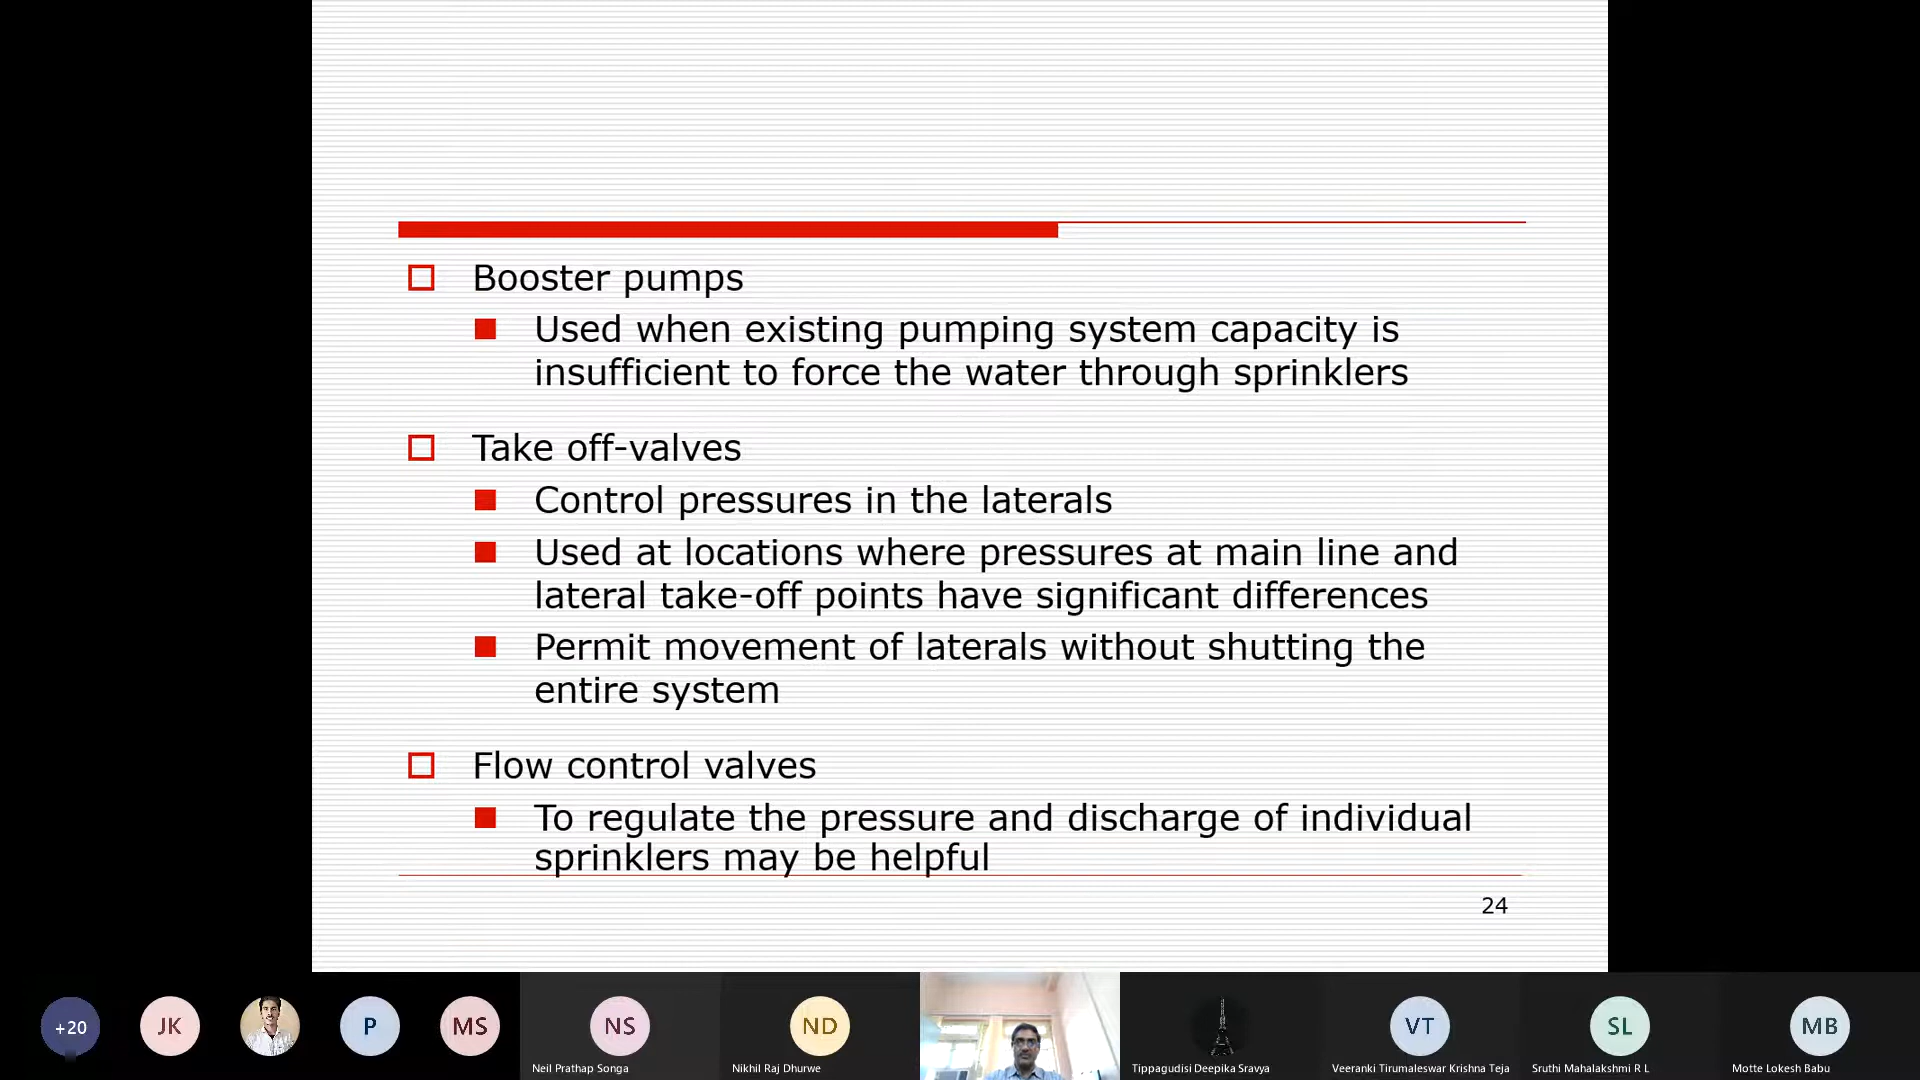 Booster pumps
Used when existing pumping system capacity is
insufficient to force the water through sprinklers
Take off-valves
Control pressures in the laterals
Used at locations where pressures at main line and
lateral take-off points have significant differences
Permit movement of laterals without shutting the
entire system
Flow control valves
To regulate the pressure and discharge of individual
sprinklers may be helpful
24
+20
JK
P
MS
NS
Neil Prathap Songa
ND
Nikhil Raj Dhurwe
Tippagudisi Deepika Sravya
VT
Veeranki Tirumaleswar Krishna Teja
SL
Sruthi Mahalakshmi R L
MB
Motte Lokesh Babu